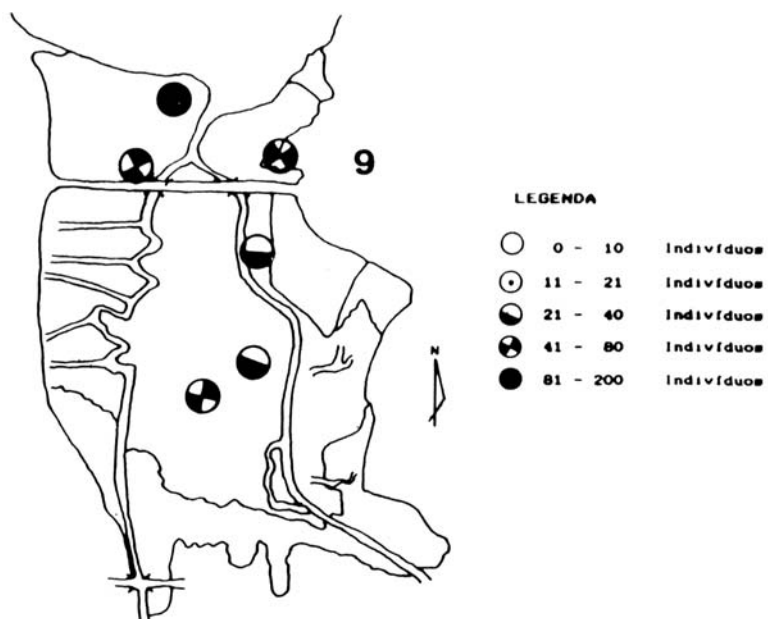 9
LEGENDA
0 - 10 Indivíduos
11 - 21 Indivíduos
21 - 40 Indivíduos
N
41 - 80 Indivíduos
81 - 200 Indivíduos